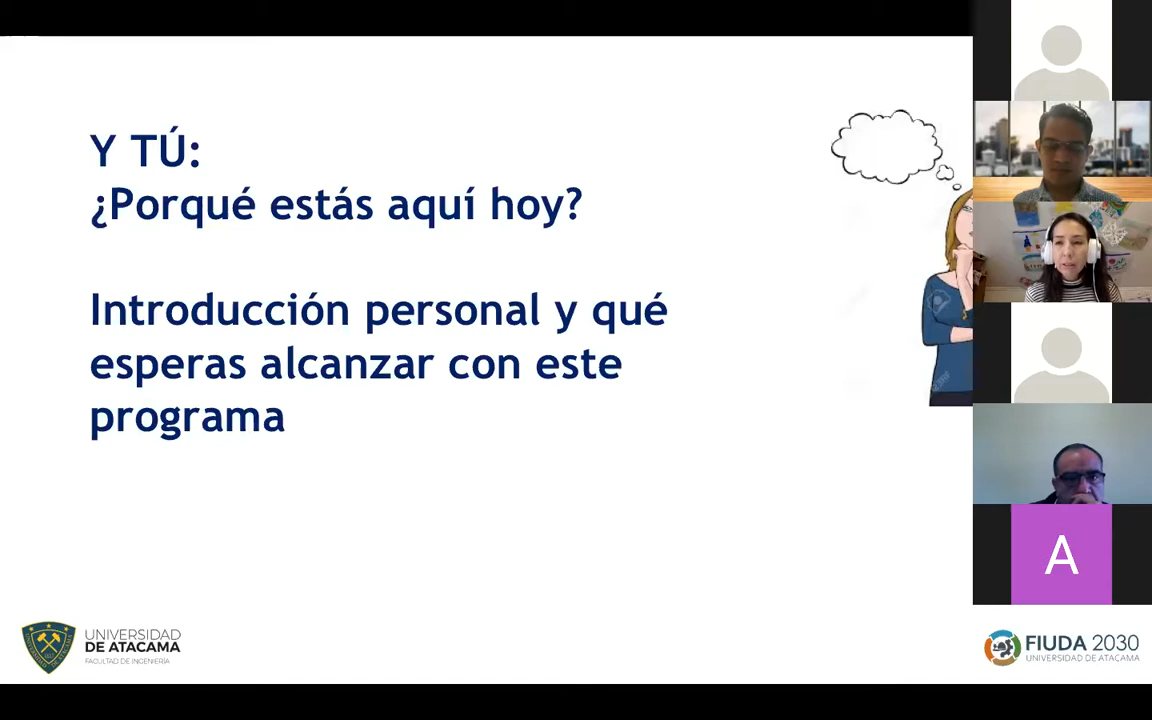 Y TÚ:
¿Porqué estás aquí hoy?
Introducción personal y qué
esperas alcanzar con este
programa
A
UNIVERSIDAD
DE ATACAMA
FACULTAD DE INGENIERÍA
FIUDA 2030
UNIVERSIDAD DE ATACAMA